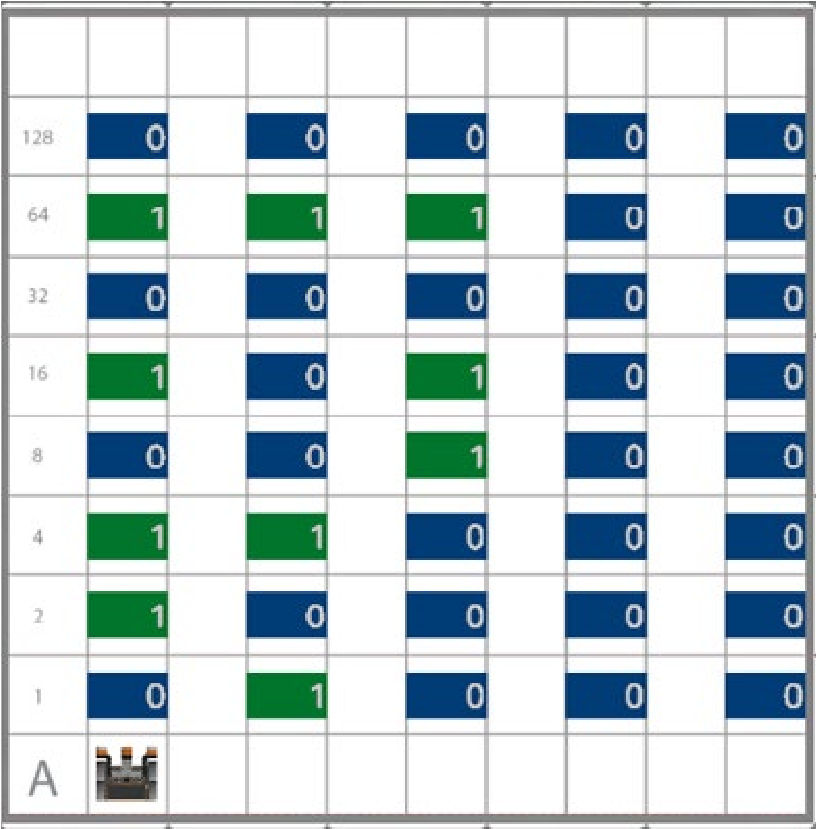 128 0 0 0 0 0
64 1 1 1 0 0
32 0 0 0 0 0
16 1 0 1 0 0
8 0 0 1 0 0
4 1 1 0 0 0
2 1 0 0 0 0
1 0 1 0 0 0
A